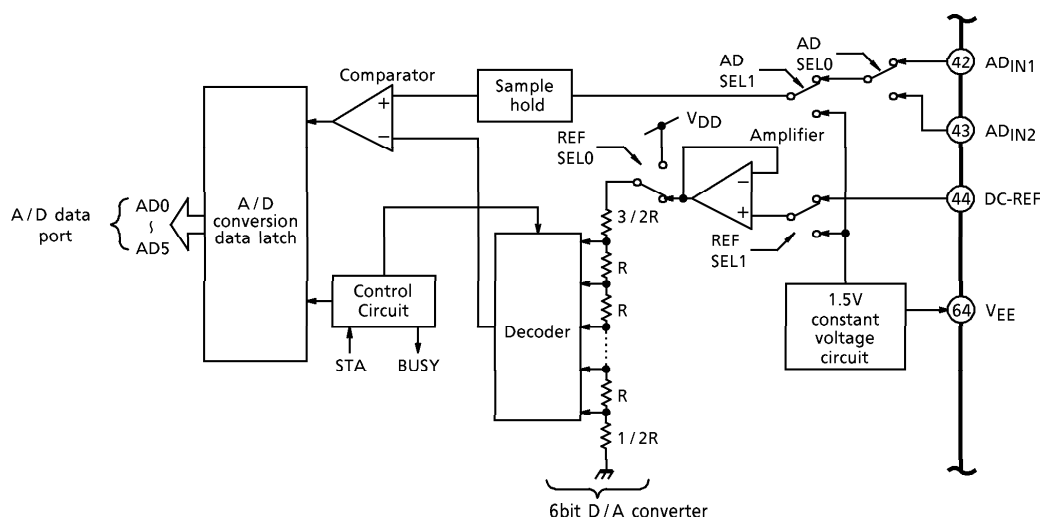 AD
SEL0
AD
SEL1
42
ADIN1
Comparator
+
−
Sample
hold
43
ADIN2
VDD
REF
SEL0
Amplifier
−
+
44
DC-REF
REF
SEL1
3/2R
R
R
R
1/2R
A/D data
port
AD0
~
AD5
A/D
conversion
data latch
Control
Circuit
STA
BUSY
Decoder
1.5V
constant
voltage
circuit
64
VEE
6bit D/A converter